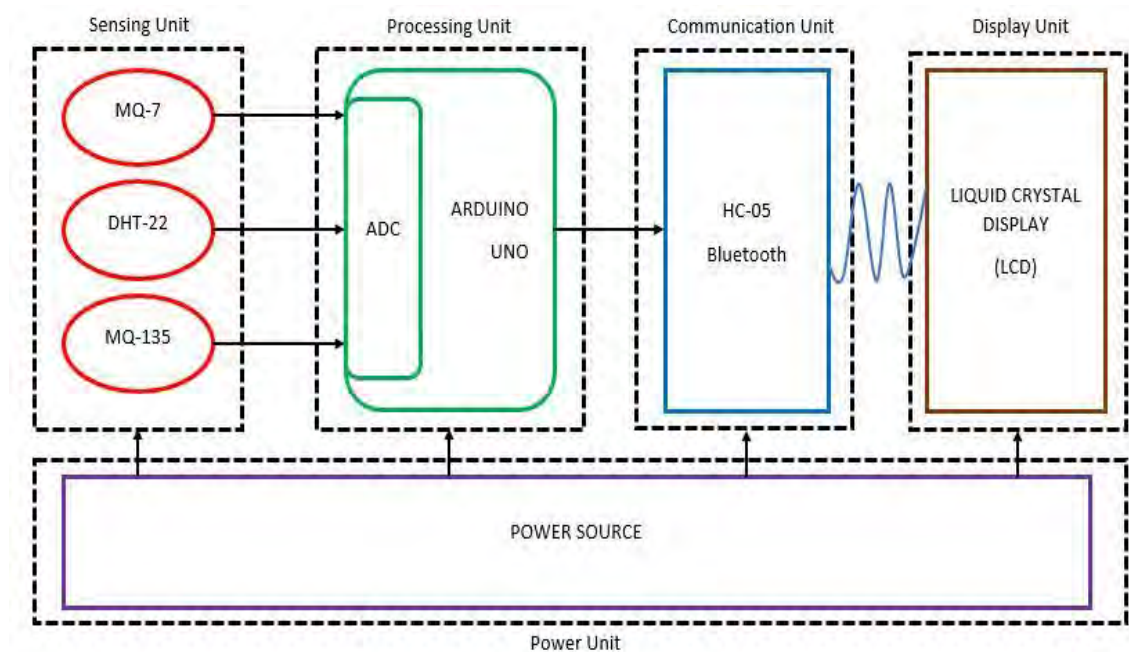 Sensing Unit
Processing Unit
Communication Unit
Display Unit
MQ-7
DHT-22
MQ-135
ADC
ARDUINO
UNO
HC-05
Bluetooth
LIQUID CRYSTAL
DISPLAY
(LCD)
POWER SOURCE
Power Unit